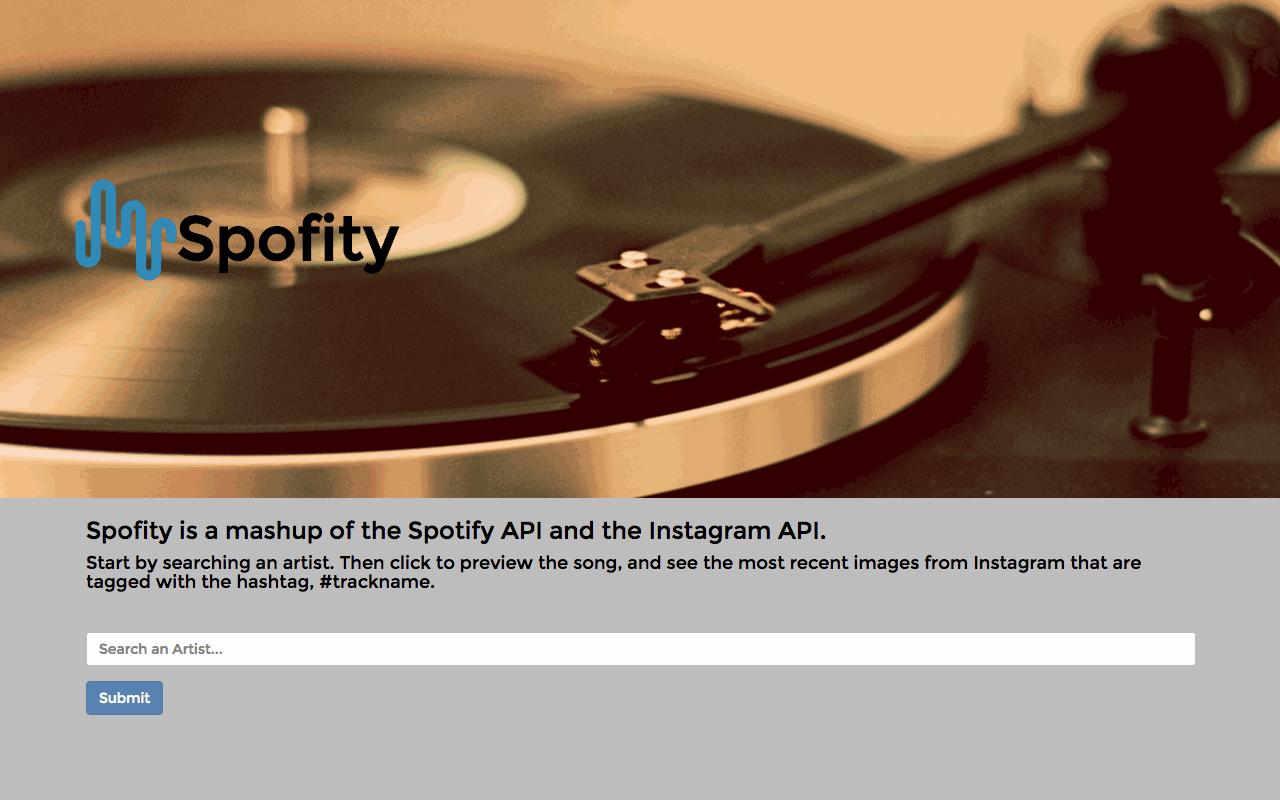 Spofity
Spofity is a mashup of the Spotify API and the Instagram API.
Start by searching an artist. Then click to preview the song, and see the most recent images from Instagram that are
tagged with the hashtag, #trackname.
Search an Artist...
Submit